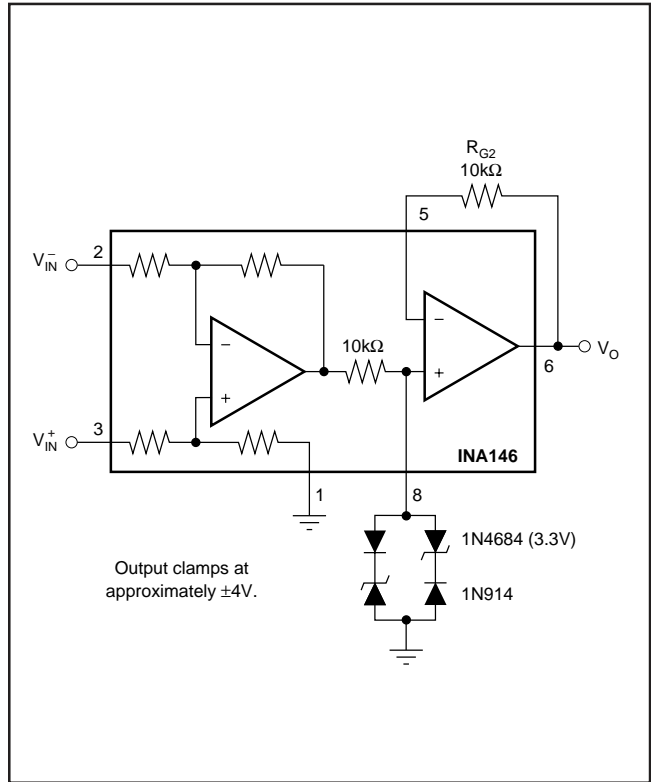 R_G2
10kΩ
5
2
V_IN^–
–
–
10kΩ
V_O
6
+
+
V_IN^+
3
INA146
1
8
1N4684 (3.3V)
Output clamps at
approximately ±4V.
1N914